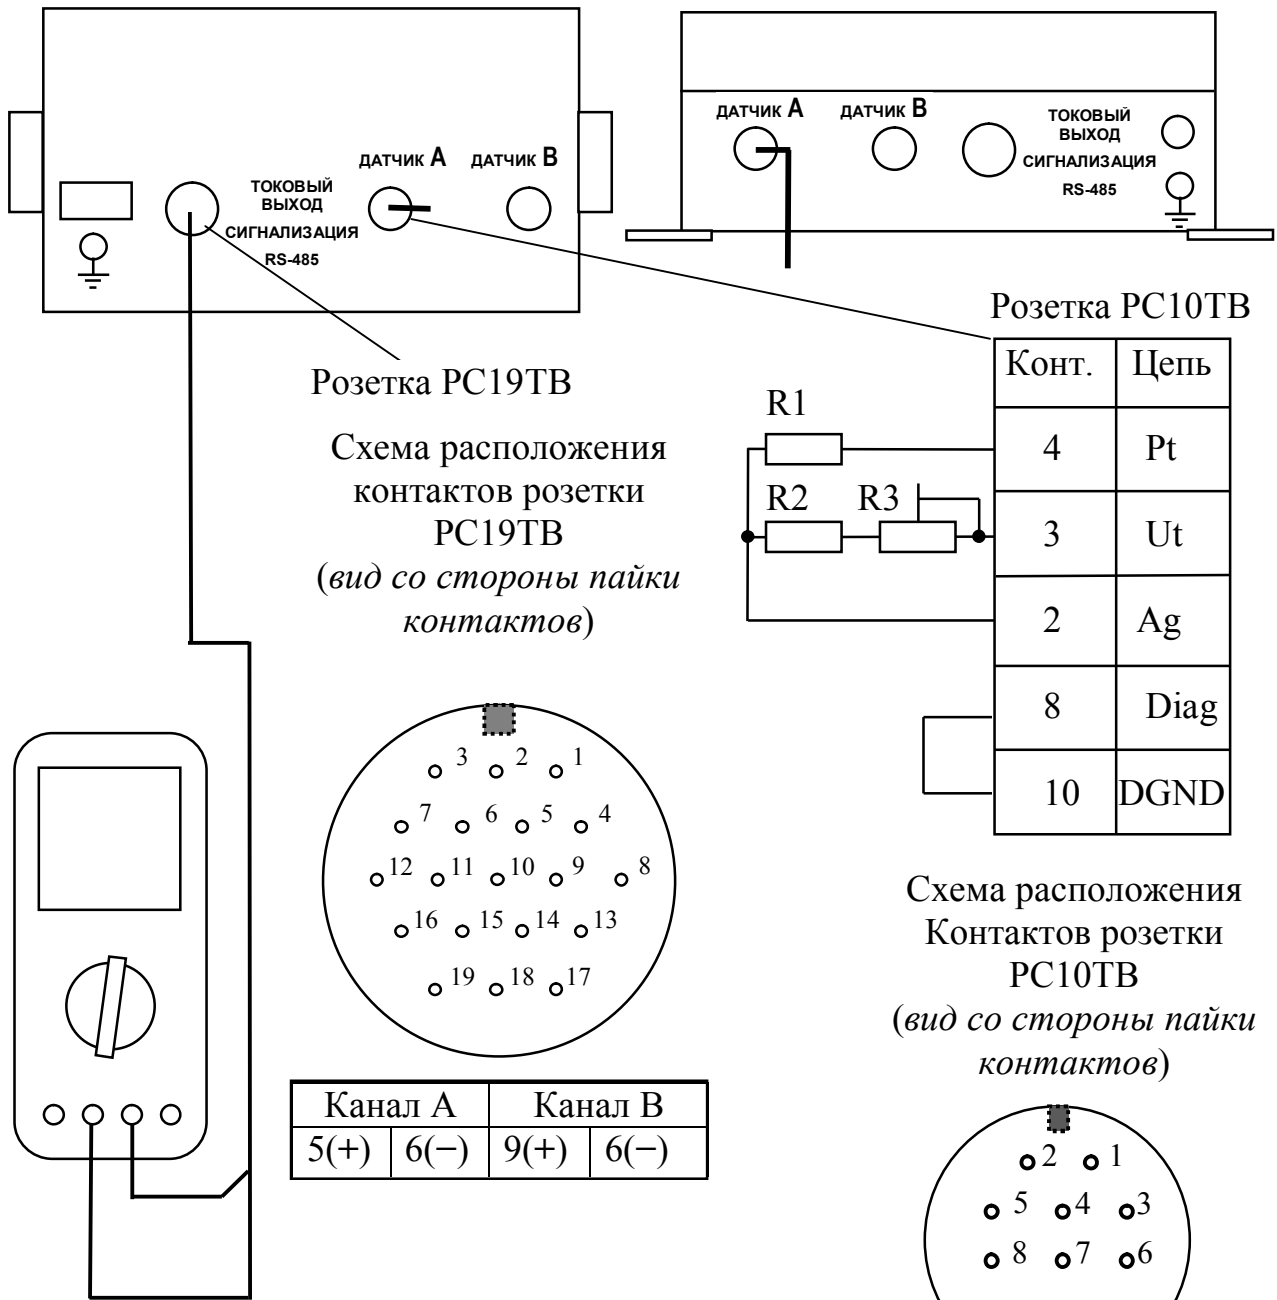 ДАТЧИК А ДАТЧИК В
ТОКОВЫЙ
ВЫХОД
СИГНАЛИЗАЦИЯ
RS-485
ДАТЧИК А ДАТЧИК В
ТОКОВЫЙ
ВЫХОД
СИГНАЛИЗАЦИЯ
RS-485
Розетка РС19ТВ
Схема расположения
контактов розетки
РС19ТВ
(вид со стороны пайки
контактов)
3 2 1
7 6 5 4
12 11 10 9 8
16 15 14 13
19 18 17
Канал А Канал В
5(+) 6(−) 9(+) 6(−)
Розетка РС10ТВ
Конт. Цепь
4 Pt
3 Ut
2 Ag
8 Diag
10 DGND
R1
R2 R3
Схема расположения
Контактов розетки
РС10ТВ
(вид со стороны пайки
контактов)
2 1
5 4 3
8 7 6